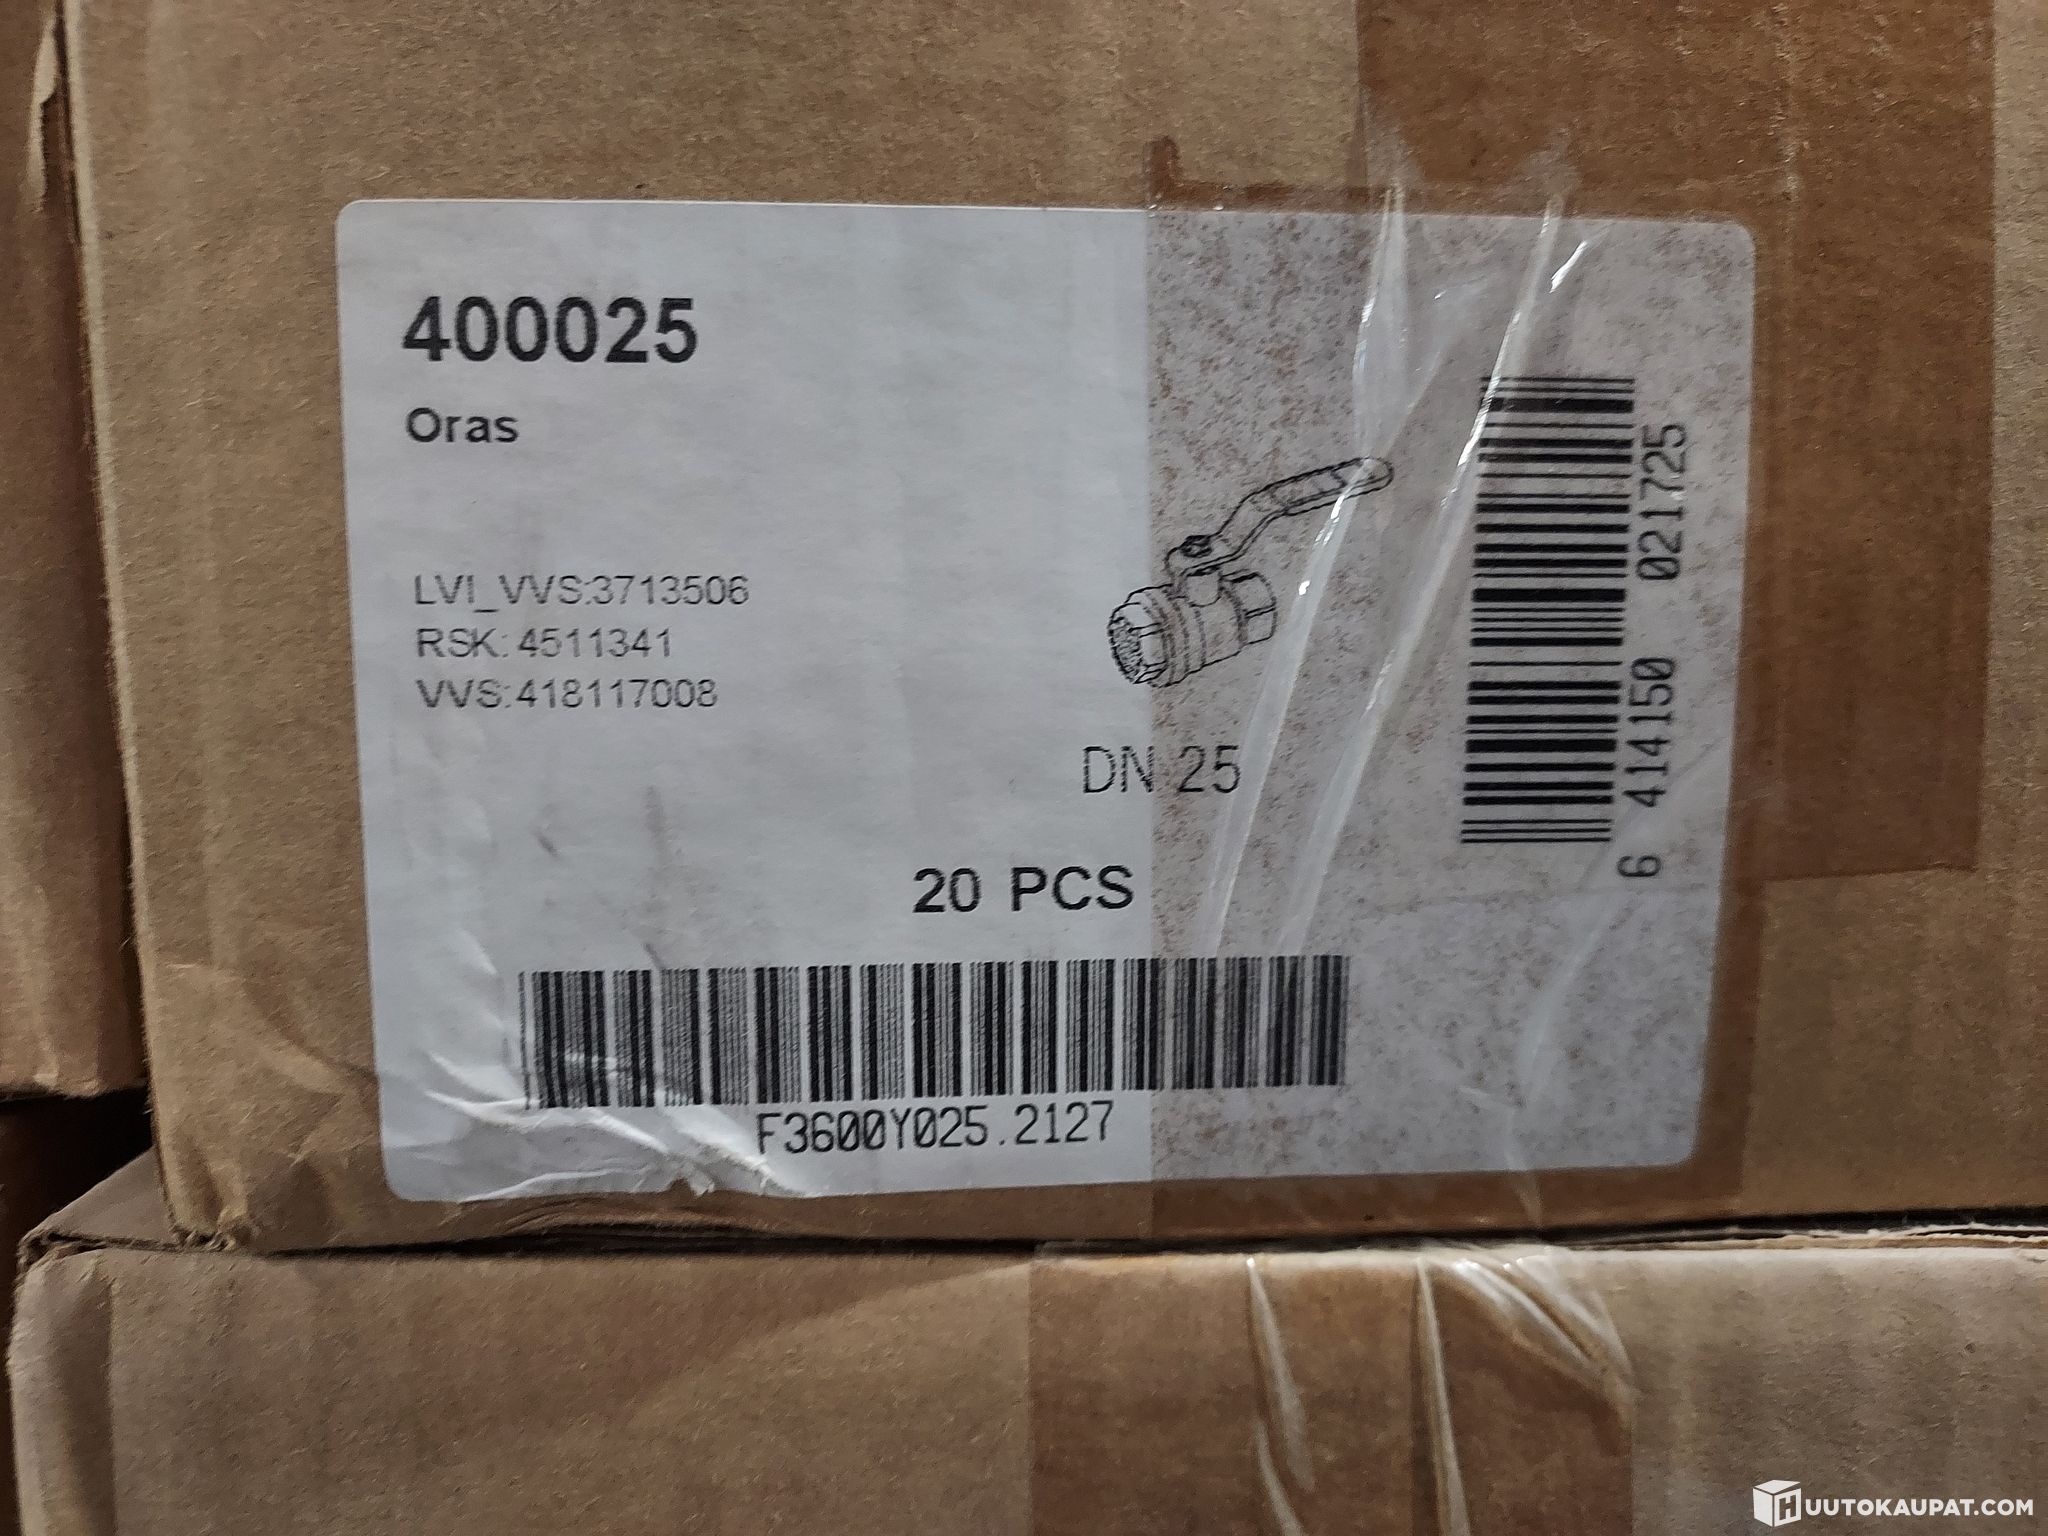 400025
Oras
LVI_VVS:3713506
RSK: 4511341
VVS:418117008
DN 25
20 PCS
F3600Y025.2127
6 414150 021725
HUUTOKAUPAT.COM